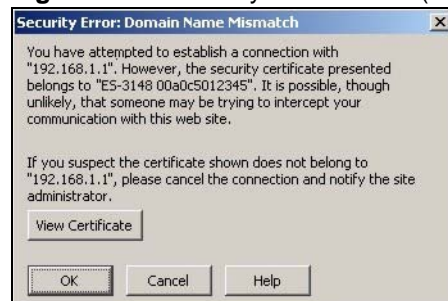 Security Error: Domain Name Mismatch
You have attempted to establish a connection with
"192.168.1.1". However, the security certificate presented
belongs to "ES-3148 00a0c5012345". It is possible, though
unlikely, that someone may be trying to intercept your
communication with this web site.
If you suspect the certificate shown does not belong to
"192.168.1.1", please cancel the connection and notify the site
administrator.
View Certificate
OK Cancel Help